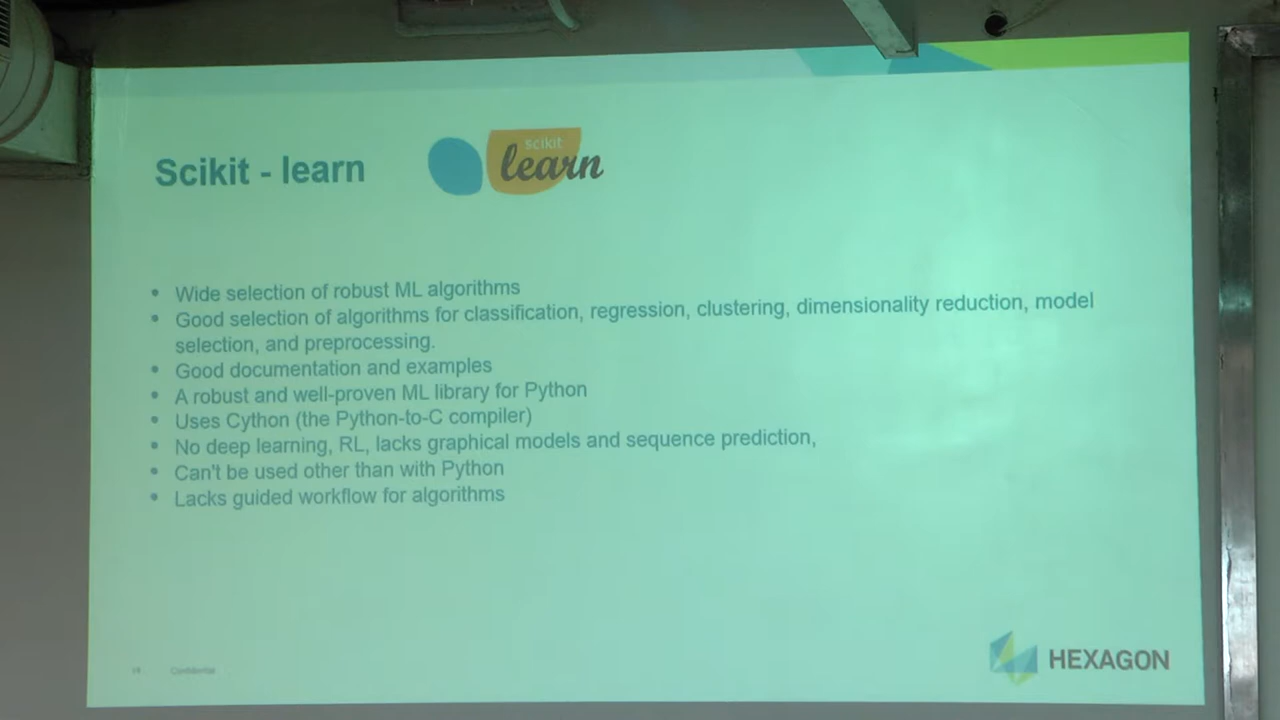 Scikit - learn
scikit
learn
• Wide selection of robust ML algorithms
• Good selection of algorithms for classification, regression, clustering, dimensionality reduction, model
selection, and preprocessing.
• Good documentation and examples
• A robust and well-proven ML library for Python
• Uses Cython (the Python-to-C compiler)
• No deep learning, RL, lacks graphical models and sequence prediction,
• Can't be used other than with Python
• Lacks guided workflow for algorithms
Confidential
HEXAGON